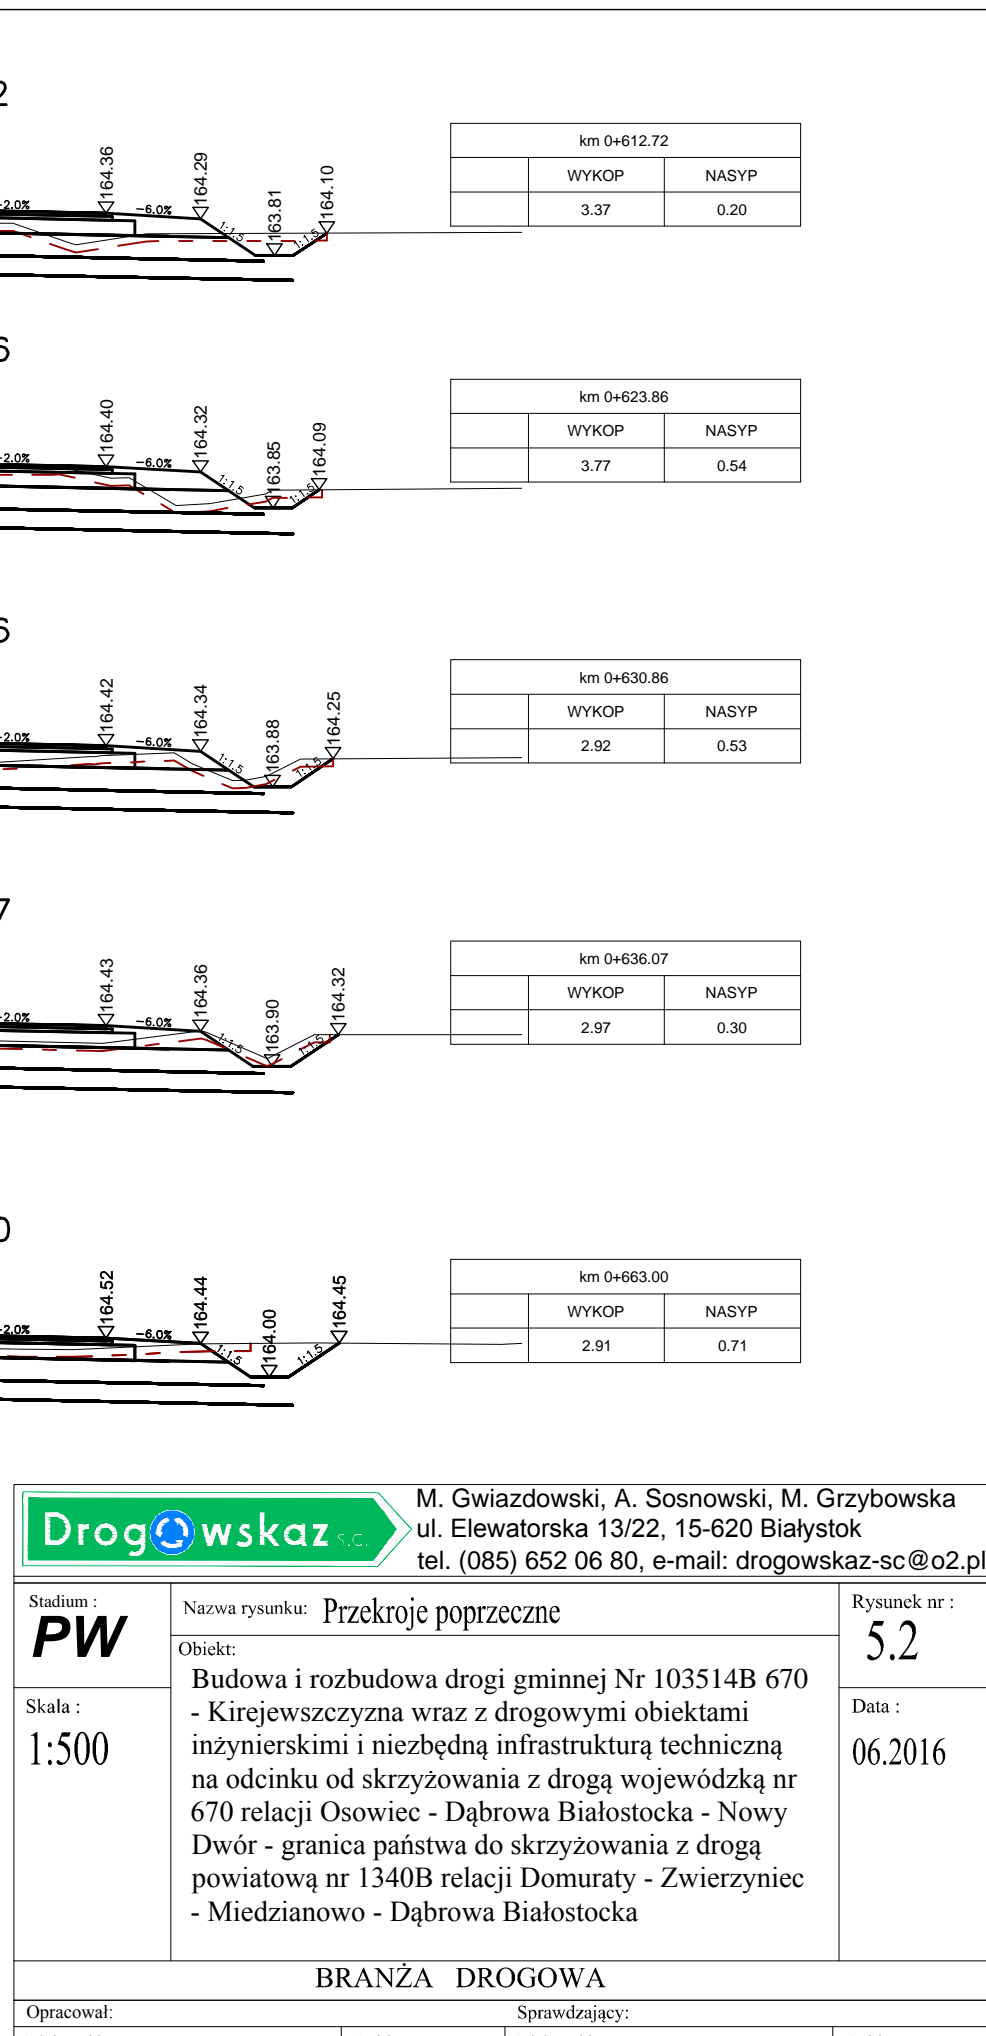 2
164.36
164.29
163.81
164.10
-2.0%
-6.0%
1:1.5
1:1.5
km 0+612.72
WYKOP NASYP
3.37 0.20
6
164.40
164.32
163.85
164.09
-2.0%
-6.0%
1:1.5
1:1.5
km 0+623.86
WYKOP NASYP
3.77 0.54
6
164.42
164.34
163.88
164.25
-2.0%
-6.0%
1:1.5
1:1.5
km 0+630.86
WYKOP NASYP
2.92 0.53
7
164.43
164.36
163.90
164.32
-2.0%
-6.0%
1:1.5
1:1.5
km 0+636.07
WYKOP NASYP
2.97 0.30
0
164.52
164.44
164.00
164.45
-2.0%
-6.0%
1:1.5
1:1.5
km 0+663.00
WYKOP NASYP
2.91 0.71
Drogowskaz s.c.
M. Gwiazdowski, A. Sosnowski, M. Grzybowska
ul. Elewatorska 13/22, 15-620 Białystok
tel. (085) 652 06 80, e-mail: drogowskaz-sc@o2.pl
Stadium :
PW
Nazwa rysunku: Przekroje poprzeczne
Rysunek nr :
5.2
Obiekt:
Budowa i rozbudowa drogi gminnej Nr 103514B 670
- Kirejewszczyzna wraz z drogowymi obiektami
inżynierskimi i niezbędną infrastrukturą techniczną
na odcinku od skrzyżowania z drogą wojewódzką nr
670 relacji Osowiec - Dąbrowa Białostocka - Nowy
Dwór - granica państwa do skrzyżowania z drogą
powiatową nr 1340B relacji Domuraty - Zwierzyniec
- Miedzianowo - Dąbrowa Białostocka
Skala :
1:500
Data :
06.2016
BRANŻA DROGOWA
Opracował: Sprawdzający: